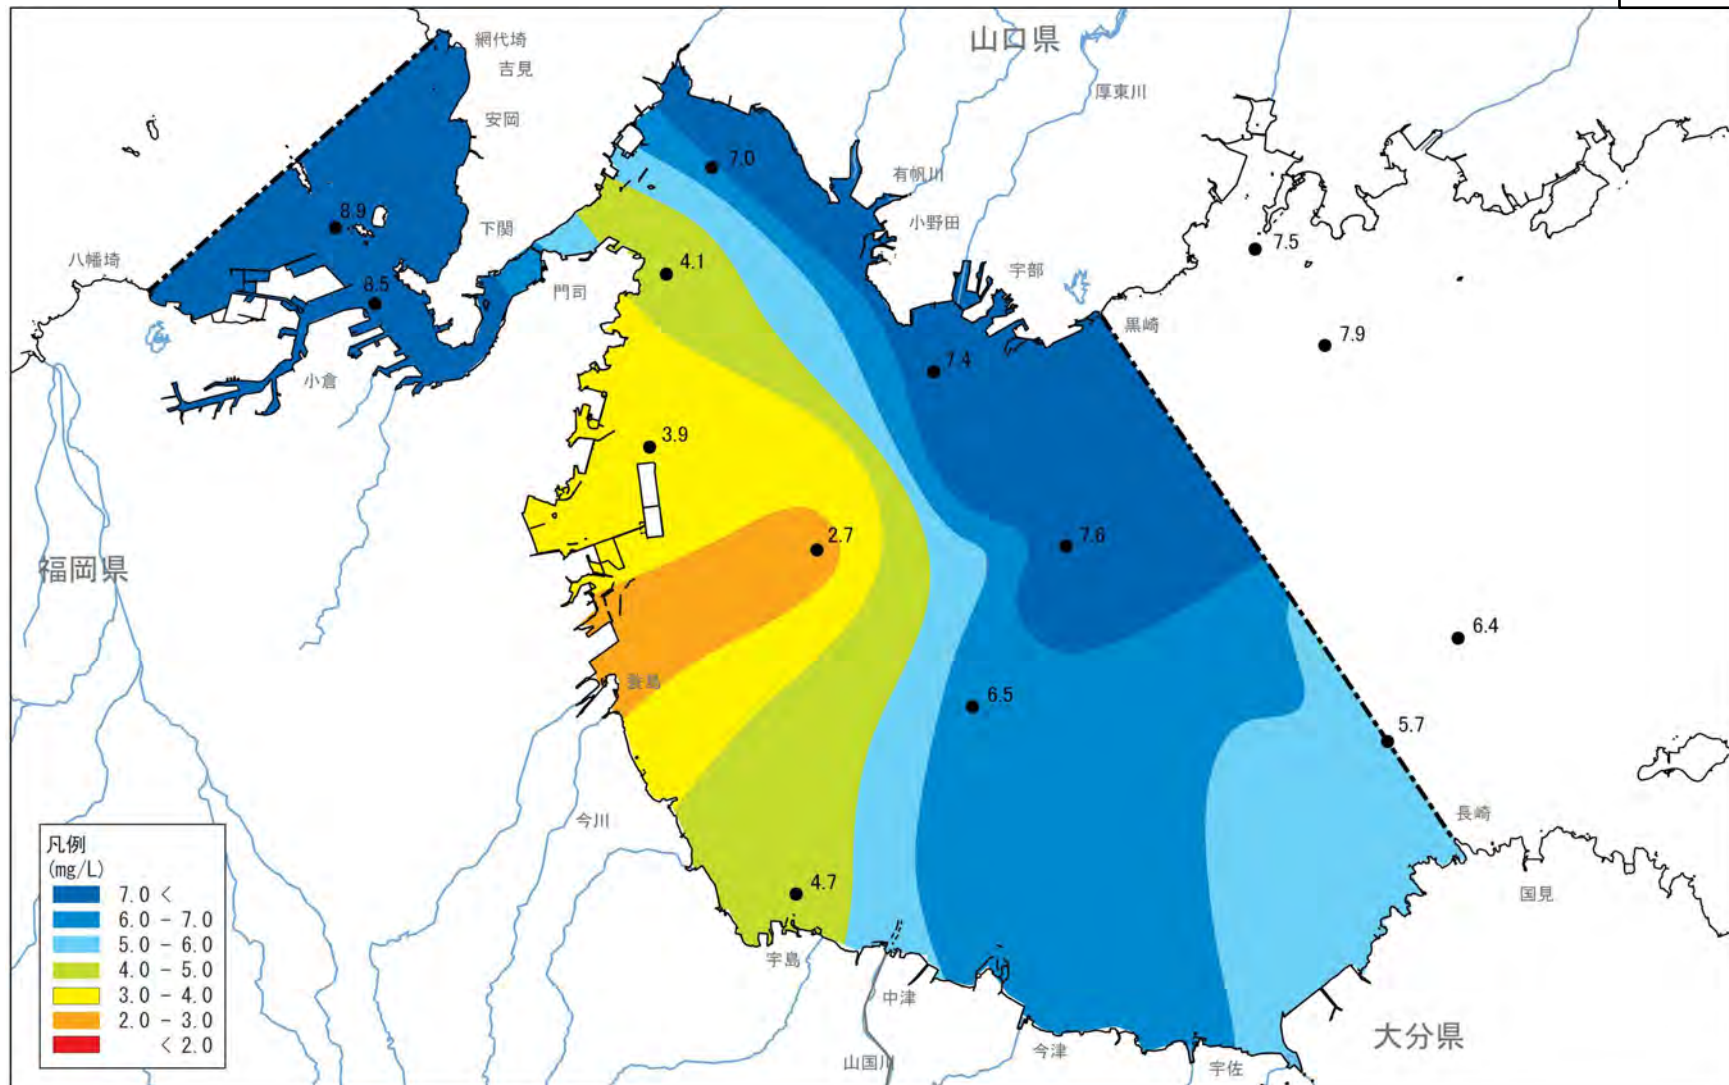 網代埼
山口県
吉見
厚東川
安岡
7.0
有帆川
8.9
下関
小野田
7.5
八幡埼
4.1
宇部
門司
8.5
黒崎
7.9
小倉
7.4
3.9
2.7
7.6
福岡県
6.4
蓑島
6.5
5.7
長崎
今川
凡例
(mg/L)
7.0 <
6.0 - 7.0
5.0 - 6.0
4.0 - 5.0
3.0 - 4.0
2.0 - 3.0
< 2.0
4.7
国見
宇島
中津
大分県
今津
山国川
宇佐